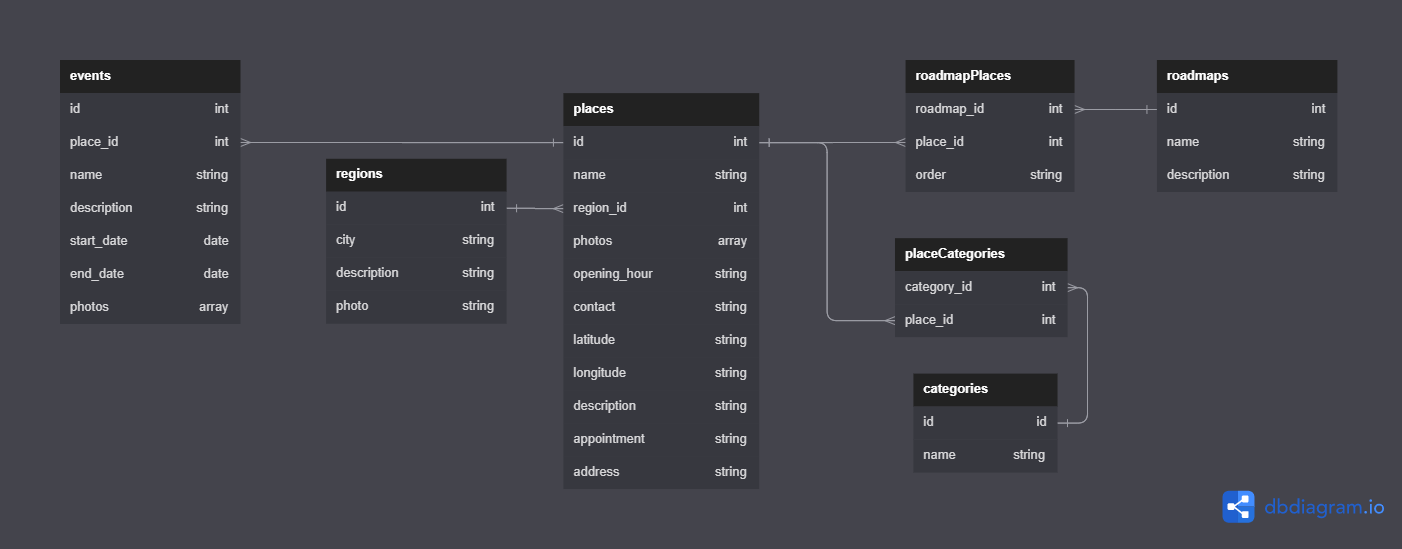 events
id int
place_id int
name string
description string
start_date date
end_date date
photos array
regions
id int
city string
description string
photo string
places
id int
name string
region_id int
photos array
opening_hour string
contact string
latitude string
longitude string
description string
appointment string
address string
roadmapPlaces
roadmap_id int
place_id int
order string
roadmaps
id int
name string
description string
placeCategories
category_id int
place_id int
categories
id id
name string
dbdiagram.io